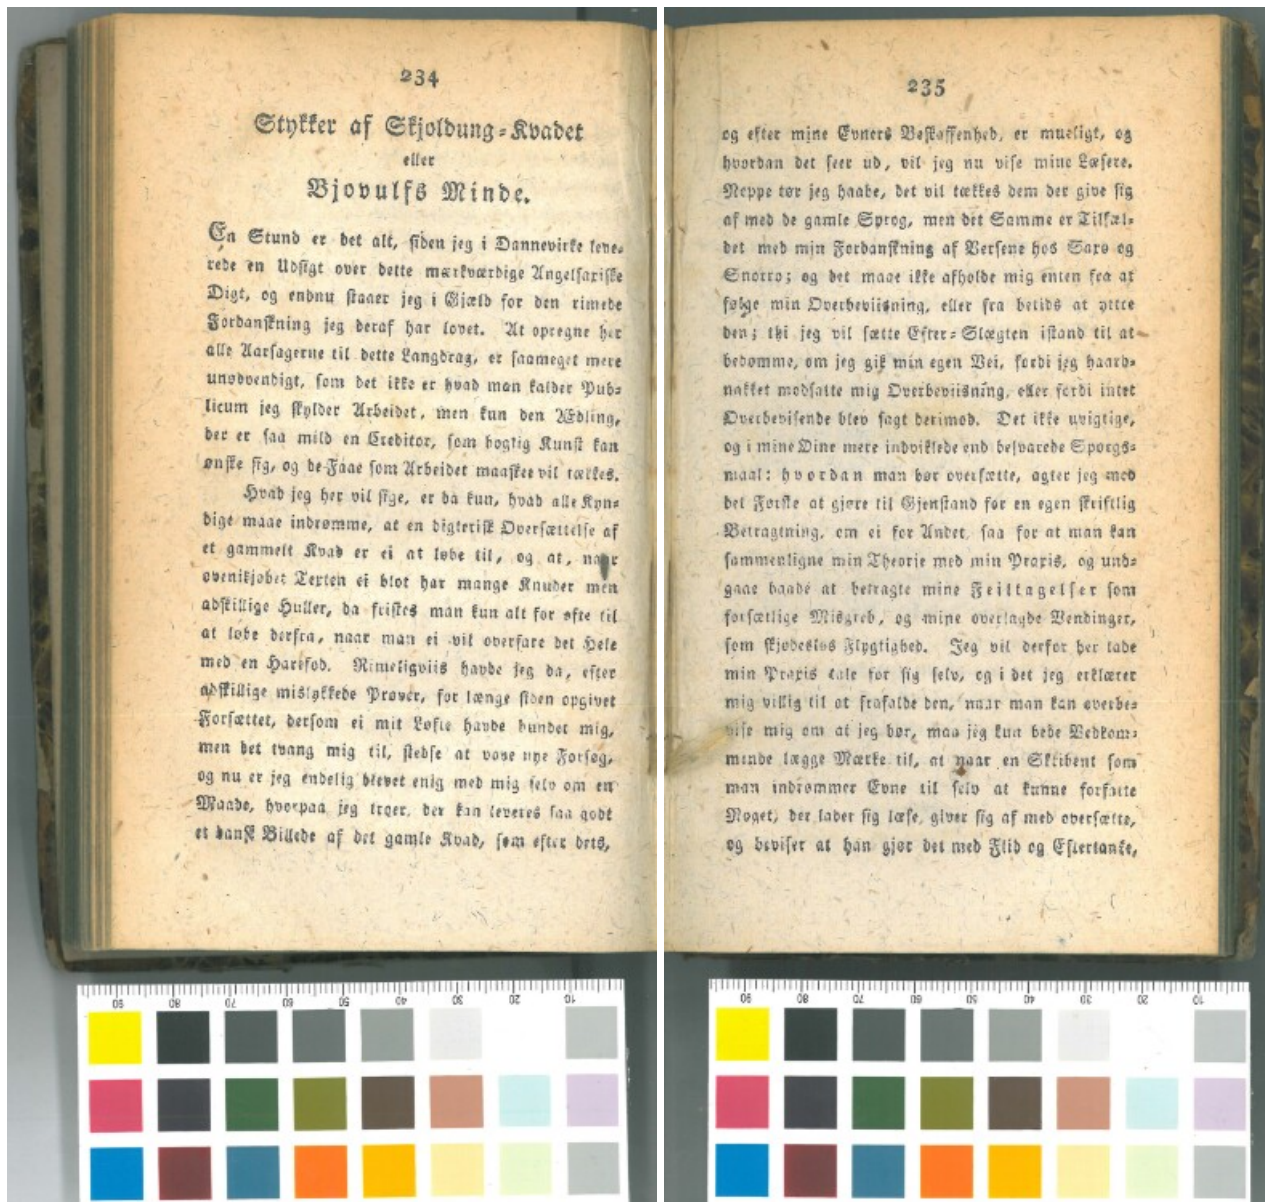 234
Stykker af Skjoldung-Kvadet
eller
Bjovulfs Minde.
En Stund er det alt, siden jeg i Dannevirke leve-
rede en Udsigt over dette mærkværdige Angelsaxiske
Digt, og endnu staaer jeg i Gjæld for den rimede
Fordanskning jeg deraf har lovet. At opregne her
alle Aarsagerne til dette Langdrag, er saameget mere
unødvendigt, som det ikke er hvad man kalder Pub-
licum jeg skylder Arbeidet, men kun den Ædling,
der er saa mild en Creditor, som boglig Kunst kan
ønske sig, og de Faae som Arbeidet maaskee vil tækkes.
Hvad jeg her vil sige, er da kun, hvad alle Kyn-
dige maae indrømme, at en digterisk Oversættelse af
et gammelt Kvad er ei at løbe til, og at, naar
ovenikjøbet Texten ei blot har mange Knuder men
adskillige Huller, da fristes man kun alt for ofte til
at løbe derfra, naar man ei vil overfare det Hele
med en Harefod. Rimeligviis havde jeg da, efter
adskillige mislykkede Prøver, for længe siden opgivet
Forsættet, dersom ei mit Løfte havde bundet mig,
men det tvang mig til, stedse at vove nye Forsøg,
og nu er jeg endelig blevet enig med mig selv om en
Maade, hvorpaa jeg troer, der kan leveres saa godt
et dansk Billede af det gamle Kvad, som efter dets,
235
og efter mine Evners Beskaffenhed, er mueligt, og
hvordan det seer ud, vil jeg nu vise mine Læsere.
Neppe tør jeg haabe, det vil tækkes dem der give sig
af med de gamle Sprog, men det Samme er Tilfæl-
det med min Fordanskning af Versene hos Saxo og
Snorro; og det maae ikke afholde mig enten fra at
følge min Overbeviisning, eller fra betids at yttre
den; thi jeg vil sætte Efter-Slægten istand til at
bedømme, om jeg gik min egen Vei, fordi jeg haard-
nakket modsatte mig Overbeviisning, eller fordi intet
Overbevisende blev sagt derimod. Det ikke uvigtige,
og i mine Øine mere indviklede end besvarede Spørgs-
maal: hvordan man bør oversætte, agter jeg med
det Første at gjøre til Gjenstand for en egen skriftlig
Betragtning, om ei for Andet, saa for at man kan
sammenligne min Theorie med min Praxis, og und-
gaae baade at betragte mine Feiltagelser som
forsætlige Misgreb, og mine overlagde Vendinger,
som skjødesløs Flygtighed. Jeg vil derfor her lade
min Praxis tale for sig selv, og i det jeg erklærer
mig villig til at frafalde den, naar man kan overbe-
vise mig om at jeg bør, maa jeg kun bede Vedkom-
mende lægge Mærke til, at naar en Skribent som
man indrømmer Evne til selv at kunne forfatte
Noget, der lader sig læse, giver sig af med oversætte,
og beviser at han gjør det med Flid og Eftertanke,
10 20 30 40 50 60 70 80 90
10 20 30 40 50 60 70 80 90